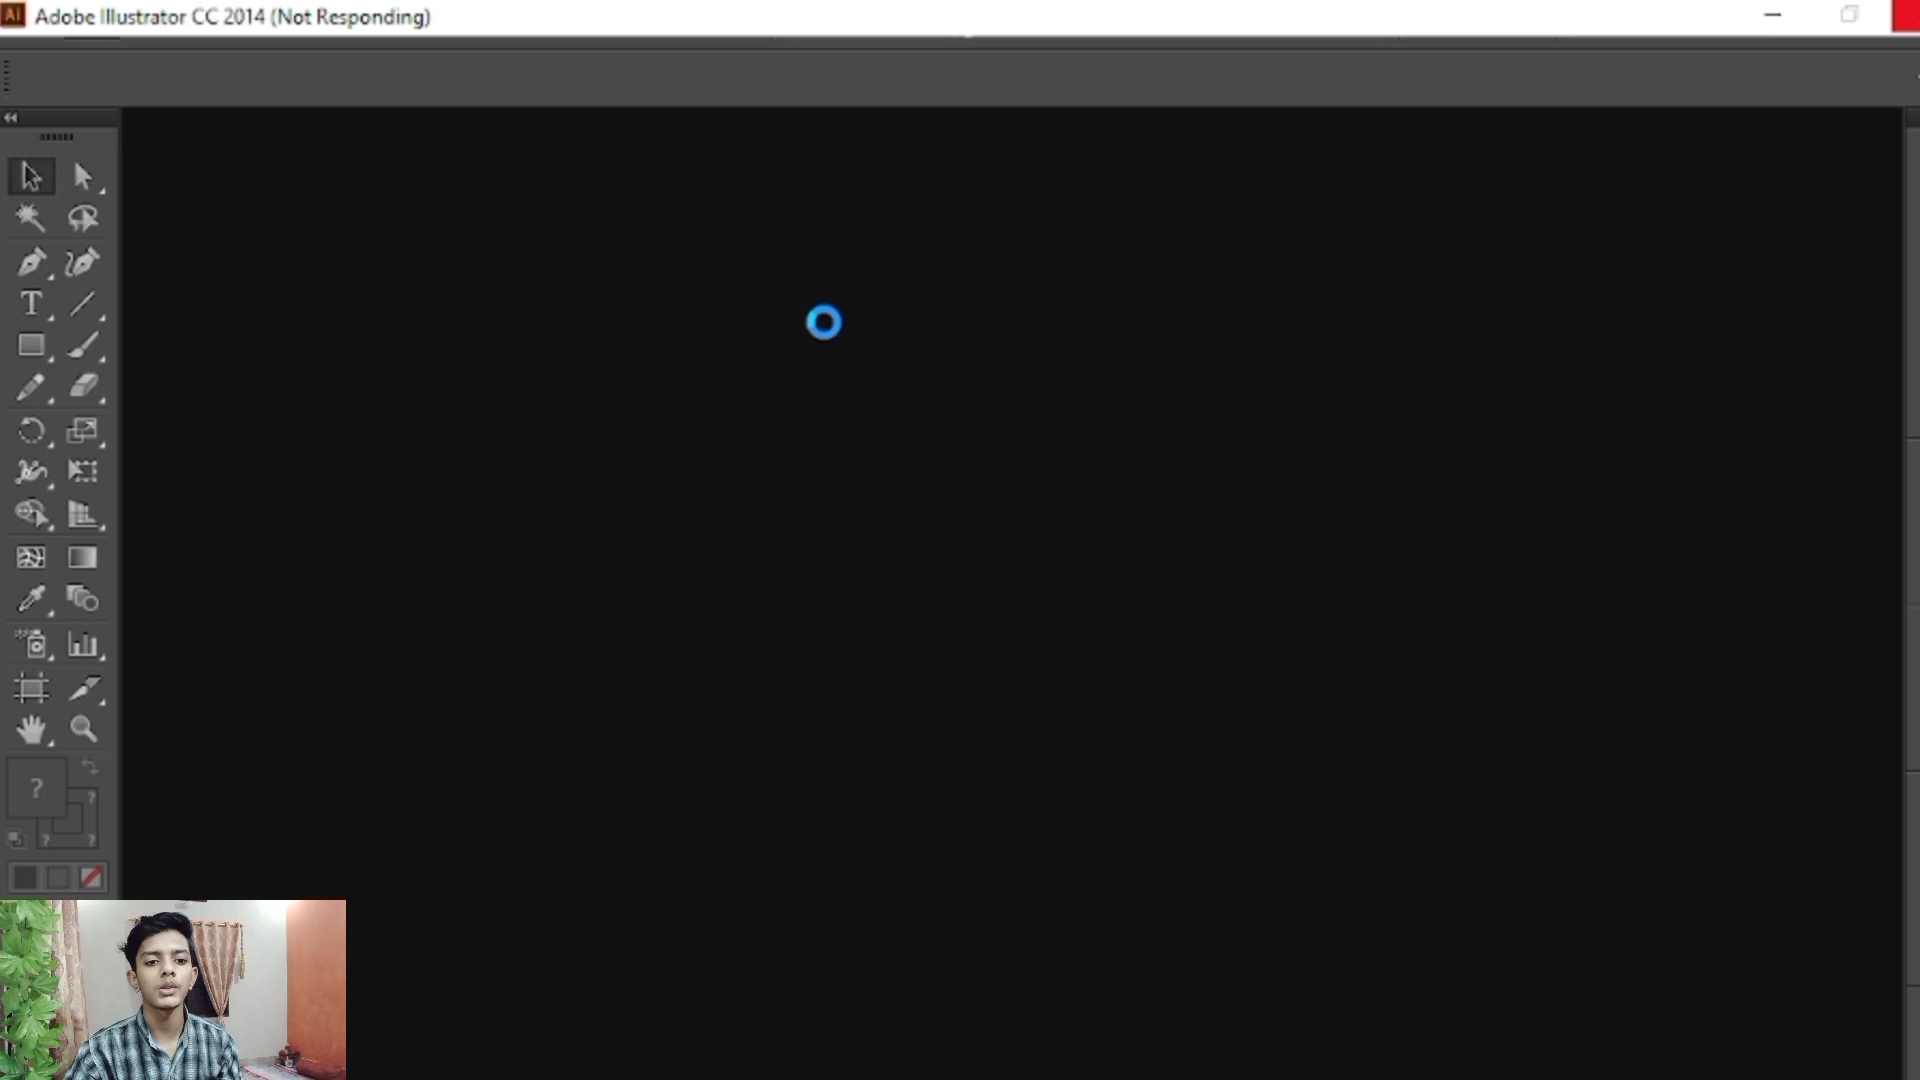 Ai Adobe Illustrator CC 2014 (Not Responding)
T
?
?
? ?